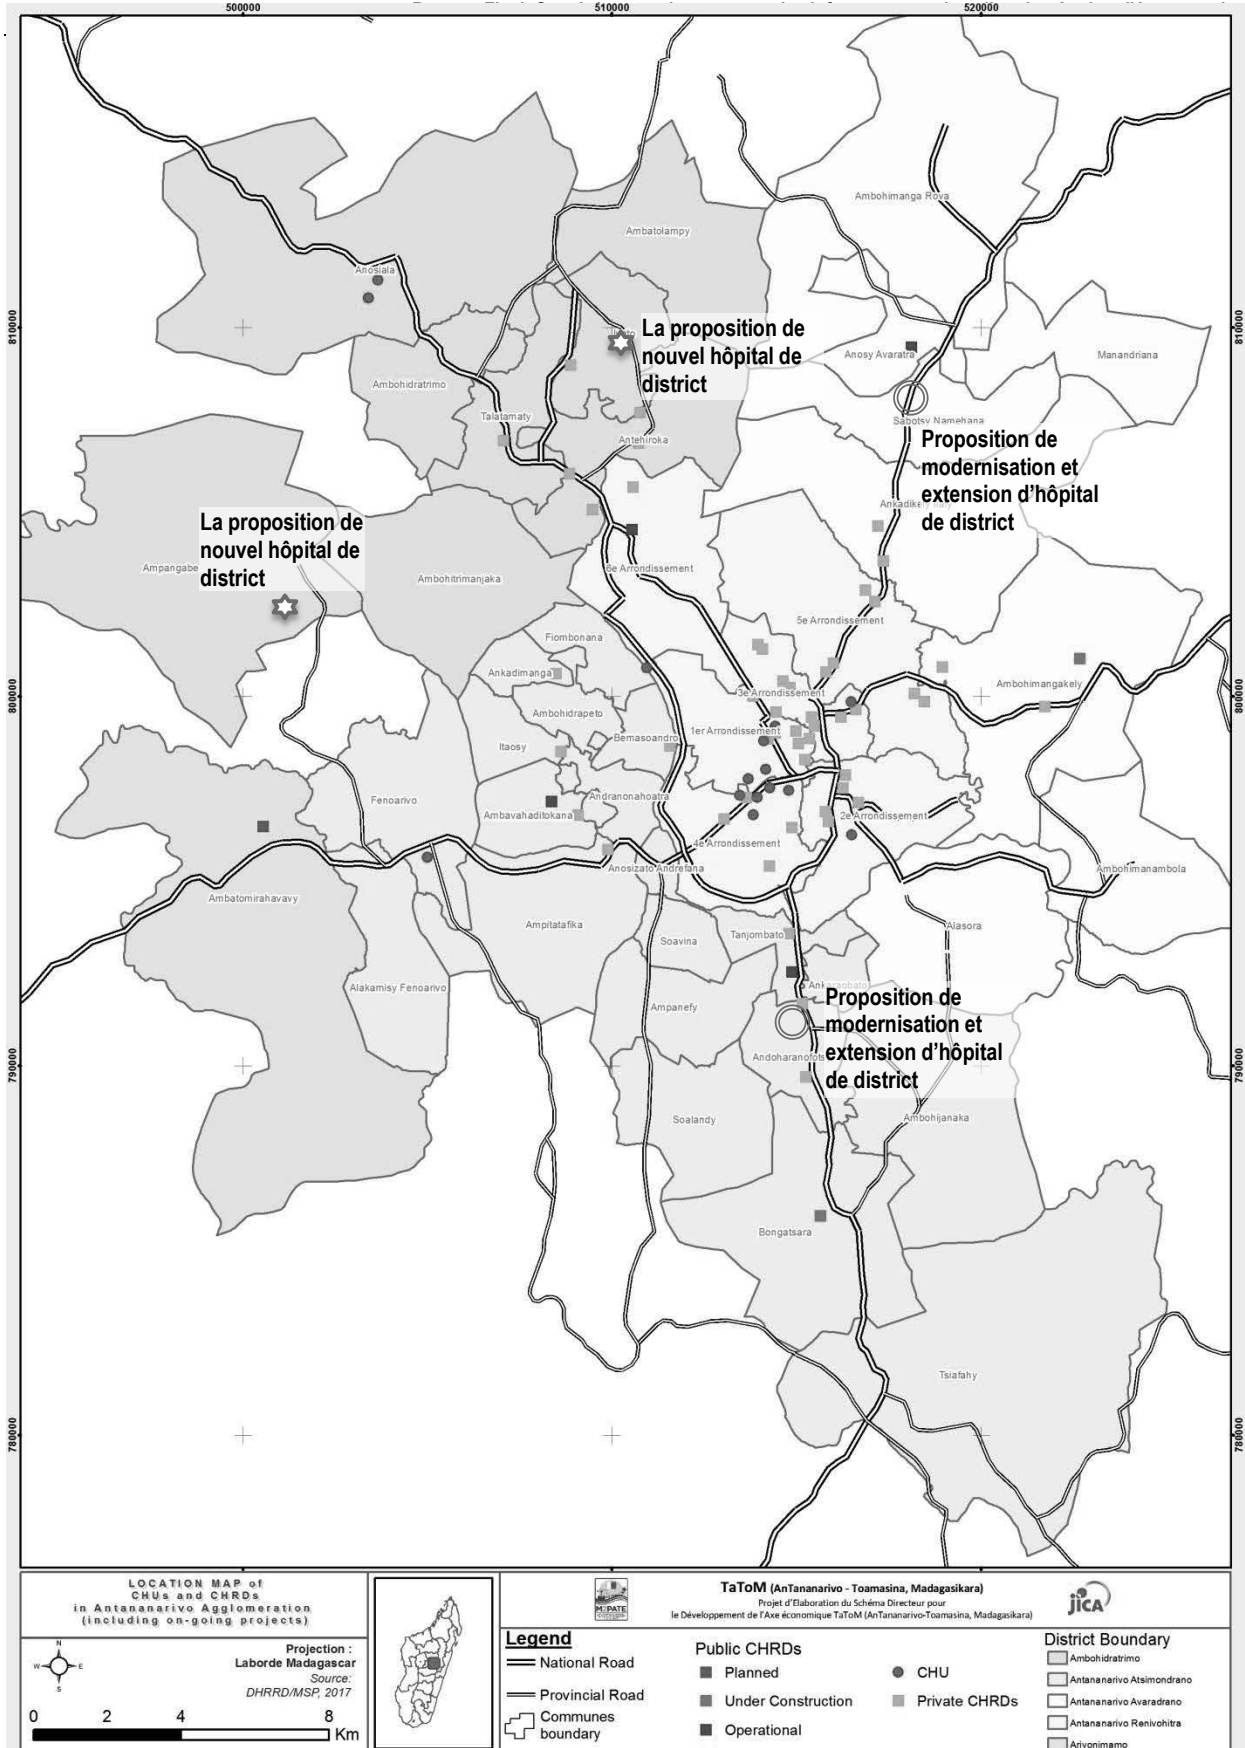 500000
510000
520000
Ambohimanga Rova
Ambatolampy
Anosiala
810000
810000
La proposition de
nouvel hôpital de
district
Anosy Avaratra
Manandriana
Ambohidratrimo
Talatamaty
Antehiroka
Sabotsy Namehana
Proposition de
modernisation et
extension d'hôpital
de district
La proposition de
nouvel hôpital de
district
Ampangabe
Ambohitrimanjaka
6e Arrondissement
5e Arrondissement
Fiombonana
Ankadimanga
3e Arrondissement
Ambohimangakely
800000
800000
Ambohidrapeto
Itaosy
Bemasoandro
1er Arrondissement
Fenoarivo
Andranonahoatra
Ambavahaditokana
2e Arrondissement
4e Arrondissement
Anosizato Andrefana
Ambohimanambola
Ambatomirahavavy
Ampitatafika
Alasora
Tanjombato
Soavina
Alakamisy Fenoarivo
Ankaraobato
Ampanefy
Proposition de
modernisation et
extension d'hôpital
de district
Andoharanofots
790000
790000
Soalandy
Ambohijanaka
Bongatsara
Tsiafahy
780000
780000
LOCATION MAP of
CHUs and CHRDs
in Antananarivo Agglomeration
(including on-going projects)
N
W
E
S
Projection :
Laborde Madagascar
Source:
DHRRD/MSP, 2017
0 2 4 8
Km
M2PATE
TaToM (AnTananarivo - Toamasina, Madagasikara)
Projet d'Elaboration du Schéma Directeur pour
le Développement de l'Axe économique TaToM (AnTananarivo-Toamasina, Madagasikara)
jICA
Legend
National Road
Provincial Road
Communes
boundary
Public CHRDs
Planned
Under Construction
Operational
CHU
Private CHRDs
District Boundary
Ambohidratrimo
Antananarivo Atsimondrano
Antananarivo Avaradrano
Antananarivo Renivohitra
Arivonimamo